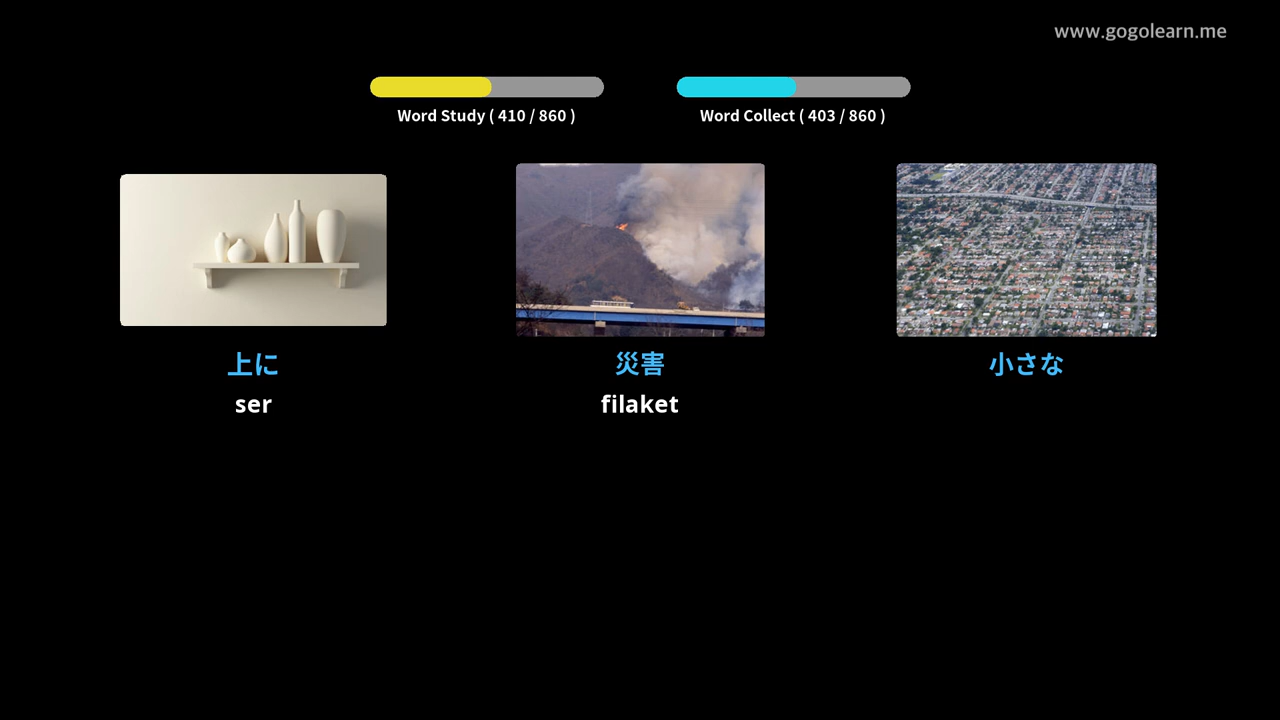 www.gogolearn.me
Word Study ( 410 / 860 )
Word Collect ( 403 / 860 )
上に
災害
小さな
ser
filaket